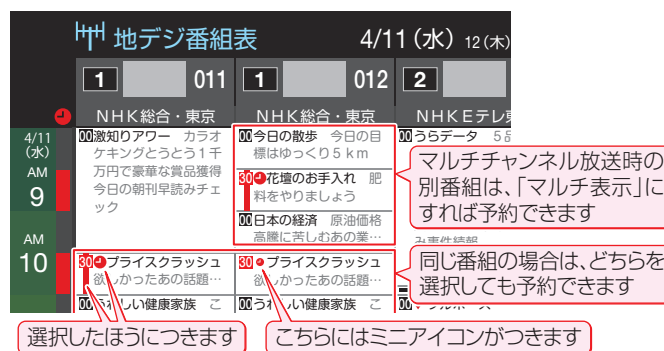 地デジ番組表 4/11(水) 12(木)
1 011 1 012 2
NHK総合・東京 NHK総合・東京 NHKEテレ東
4/11
(水)
AM
9
AM
10
00激知りアワー カラオ
ケキングとうとう1千
万円で豪華な賞品獲得
今日の朝刊早読みチェ
ック
00今日の散歩 今日の目
標はゆっくり5km
30花壇のお手入れ 肥
料をやりましょう
00日本の経済 原油価格
高騰に苦しむあの業…
00うらデータ 5
マルチチャンネル放送時の
別番組は、「マルチ表示」に
すれば予約できます
み事件情報
30プライスクラッシュ
欲しかったあの話題…
00うれしい健康家族 こ
30プライスクラッシュ
欲しかったあの話題…
00うれしい健康家族 こ
同じ番組の場合は、どちらを
選択しても予約できます
00
選択したほうにつきます
こちらにはミニアイコンがつきます